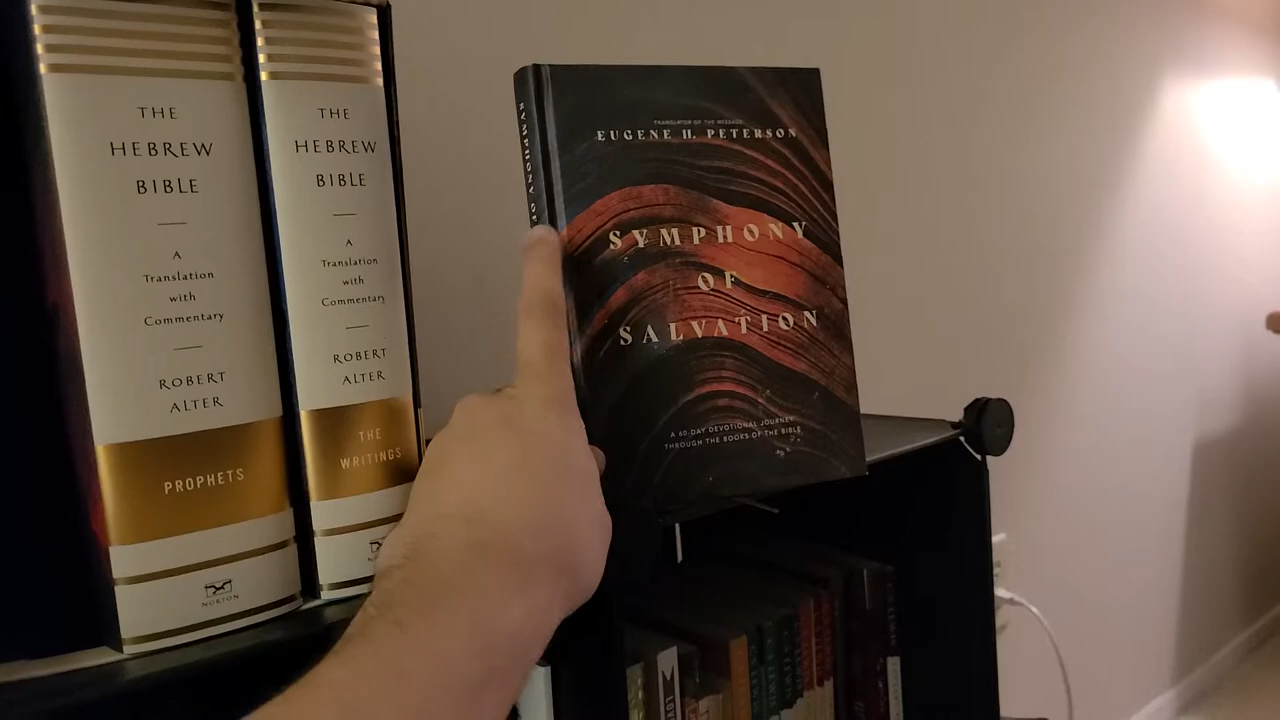 THE
HEBREW
BIBLE
A
Translation
with
Commentary
ROBERT
ALTER
PROPHETS
NORTON
THE
HEBREW
BIBLE
A
Translation
with
Commentary
ROBERT
ALTER
THE
WRITINGS
SYMPHONY OF
TRANSLATOR OF THE MESSAGE
EUGENE H. PETERSON
SYMPHONY
OF
SALVATION
A 60-DAY DEVOTIONAL JOURNEY
THROUGH THE BOOKS OF THE BIBLE